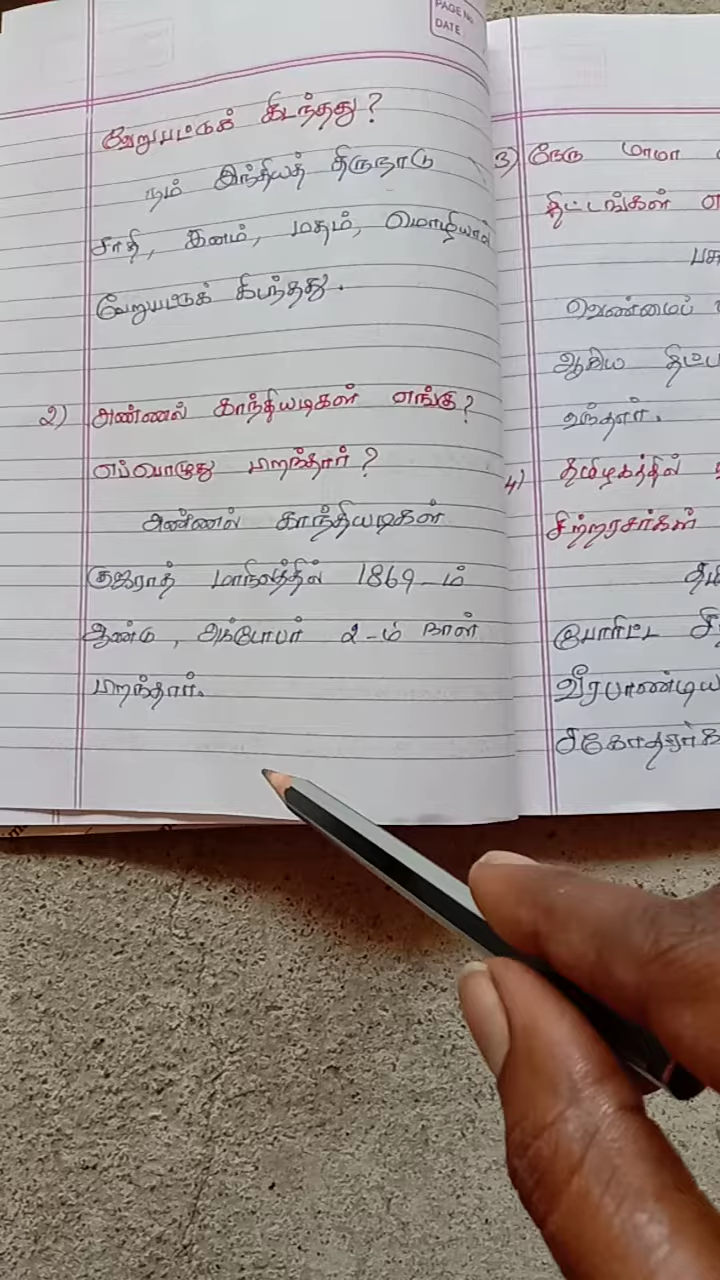 PAGE No.
DATE
வேறுபட்டுக் கிடந்தது?
நம் இந்தியத் திருநாடு
சாதி, இனம், மதம், மொழியால்
வேறுபட்டுக் கிடந்தது.
2) அண்ணல் காந்தியடிகள் எங்கு?
எப்பொழுது பிறந்தார்?
அண்ணல் காந்தியடிகள்
குஜராத் மாநிலத்தில் 1869-ம்
ஆண்டு, அக்டோபர் 2-ம் நாள்
பிறந்தார்.
3) நேரு மாமா
திட்டங்கள்
வெண்மைப்
ஆகிய
தந்தார்.
4) தமிழகத்தில்
சிற்றரசர்கள்
போரிட்ட
வீரபாண்டிய